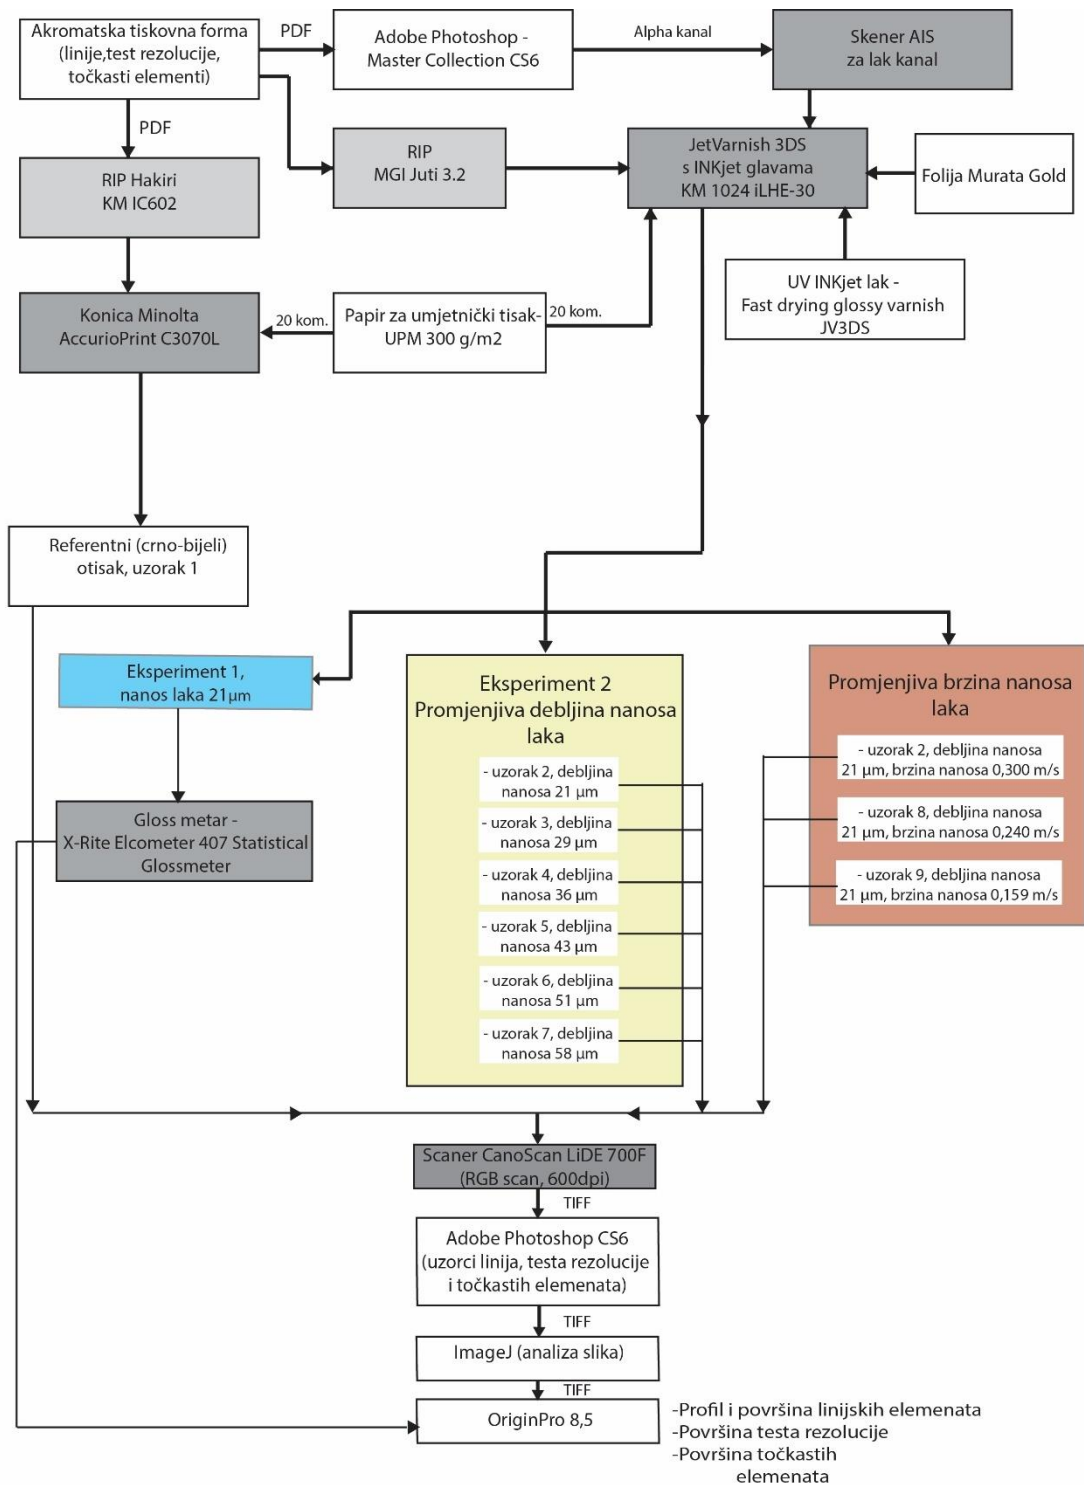 Akromatska tiskovna forma
(linije,test rezolucije,
točkasti elementi)
PDF
Adobe Photoshop -
Master Collection CS6
Alpha kanal
Skener AIS
za lak kanal
PDF
RIP Hakiri
KM IC602
RIP
MGI Juti 3.2
JetVarnish 3DS
s INKjet glavama
KM 1024 iLHE-30
Folija Murata Gold
UV INKjet lak -
Fast drying glossy varnish
JV3DS
Konica Minolta
AccurioPrint C3070L
20 kom.
Papir za umjetnički tisak-
UPM 300 g/m2
20 kom.
Referentni (crno-bijeli)
otisak, uzorak 1
Eksperiment 1,
nanos laka 21µm
Gloss metar -
X-Rite Elcometer 407 Statistical
Glossmeter
Eksperiment 2
Promjenjiva debljina nanosa
laka
- uzorak 2, debljina
nanosa 21 µm
- uzorak 3, debljina
nanosa 29 µm
- uzorak 4, debljina
nanosa 36 µm
- uzorak 5, debljina
nanosa 43 µm
- uzorak 6, debljina
nanosa 51 µm
- uzorak 7, debljina
nanosa 58 µm
Promjenjiva brzina nanosa
laka
- uzorak 2, debljina nanosa
21 µm, brzina nanosa 0,300 m/s
- uzorak 8, debljina nanosa
21 µm, brzina nanosa 0,240 m/s
- uzorak 9, debljina nanosa
21 µm, brzina nanosa 0,159 m/s
Scaner CanoScan LiDE 700F
(RGB scan, 600dpi)
TIFF
Adobe Photoshop CS6
(uzorci linija, testa rezolucije
i točkastih elemenata)
TIFF
ImageJ (analiza slika)
TIFF
OriginPro 8,5
-Profil i površina linijskih elemenata
-Površina testa rezolucije
-Površina točkastih
elemenata